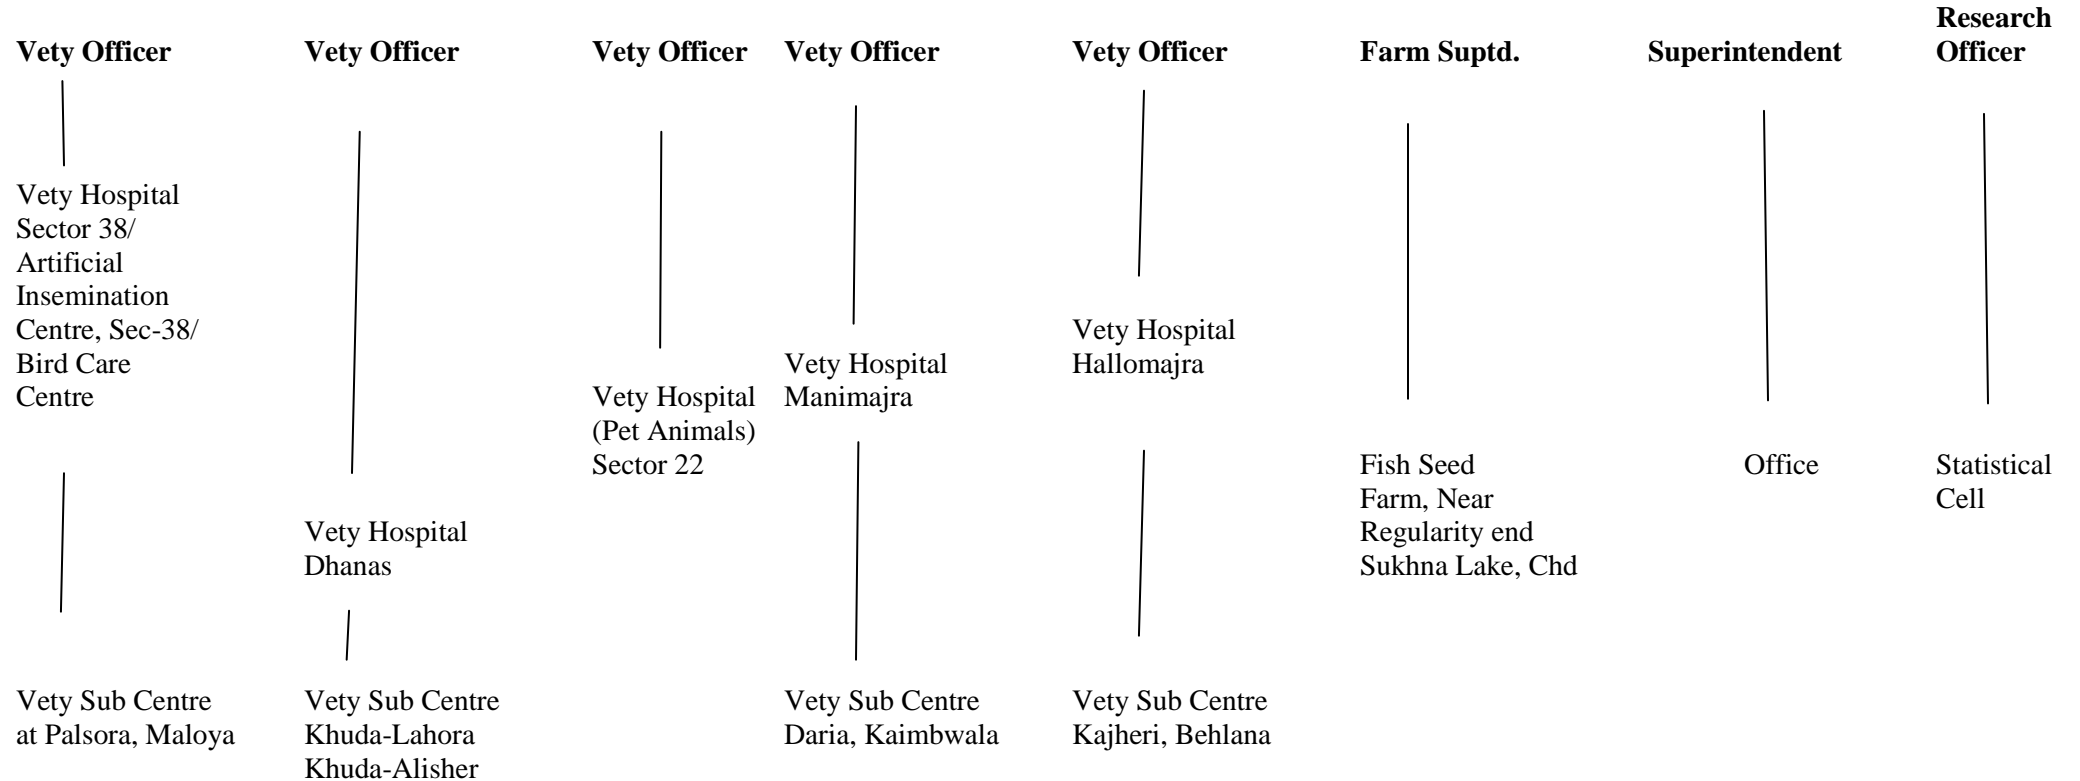 Vety Officer
Vety Officer
Vety Officer
Vety Officer
Vety Officer
Farm Suptd.
Superintendent
Research
Officer
Vety Hospital
Sector 38/
Artificial
Insemination
Centre, Sec-38/
Bird Care
Centre
Vety Hospital
Dhanas
Vety Hospital
(Pet Animals)
Sector 22
Vety Hospital
Manimajra
Vety Hospital
Hallomajra
Fish Seed
Farm, Near
Regularity end
Sukhna Lake, Chd
Office
Statistical
Cell
Vety Sub Centre
at Palsora, Maloya
Vety Sub Centre
Khuda-Lahora
Khuda-Alisher
Vety Sub Centre
Daria, Kaimbwala
Vety Sub Centre
Kajheri, Behlana